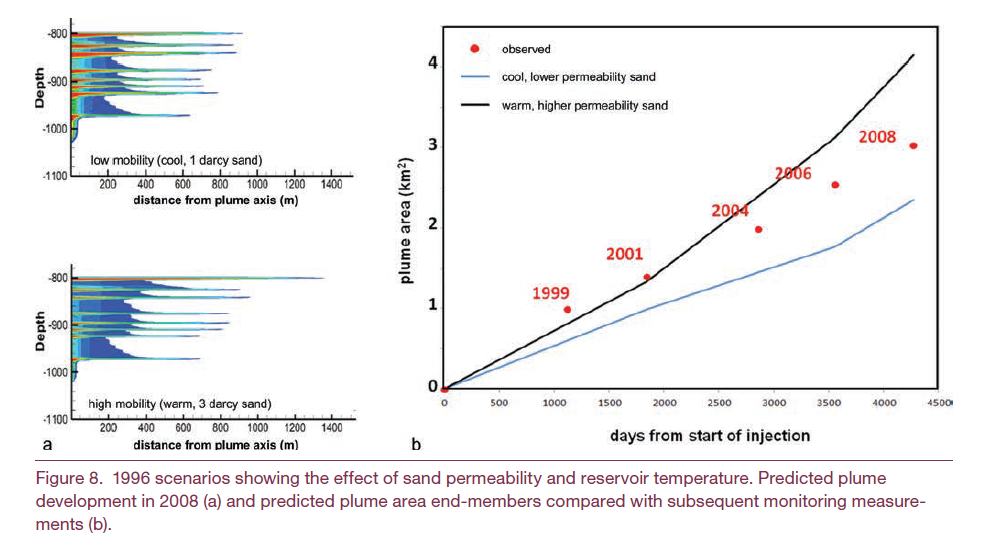 -800
-900
-1000
-1100
Depth
low mobility (cool, 1 darcy sand)
200 400 600 800 1000 1200 1400
distance from plume axis (m)
-800
-900
-1000
-1100
Depth
high mobility (warm, 3 darcy sand)
200 400 600 800 1000 1200 1400
a distance from plume axis (m)
observed
cool, lower permeability sand
warm, higher permeability sand
4
3
2
1
0
plume area (km²)
1999
2001
2004
2006
2008
0 500 1000 1500 2000 2500 3000 3500 4000 4500
b days from start of injection
Figure 8. 1996 scenarios showing the effect of sand permeability and reservoir temperature. Predicted plume
development in 2008 (a) and predicted plume area end-members compared with subsequent monitoring measure-
ments (b).